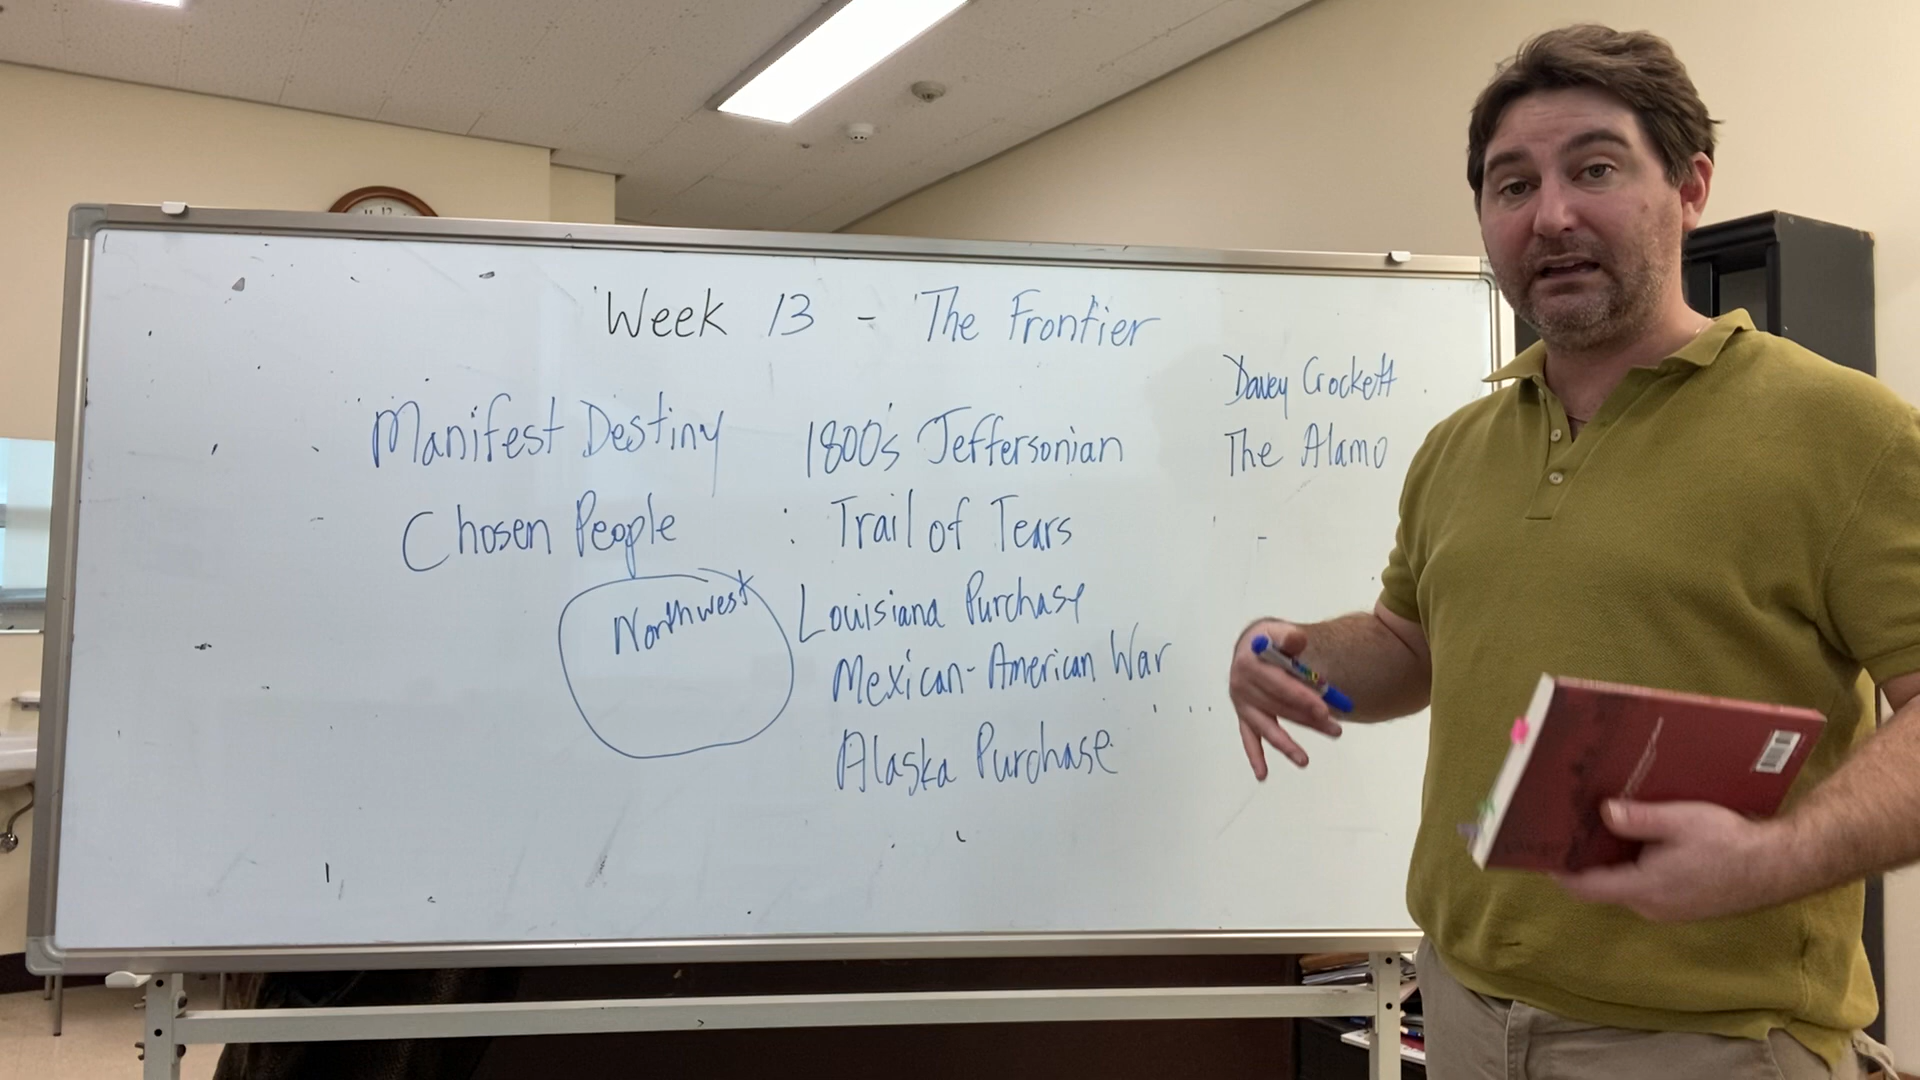 Week 13 - The Frontier
Manifest Destiny
Chosen People
Northwest
1800's Jeffersonian
: Trail of Tears
Louisiana Purchase
Mexican-American War
Alaska Purchase
Davey Crockett
The Alamo